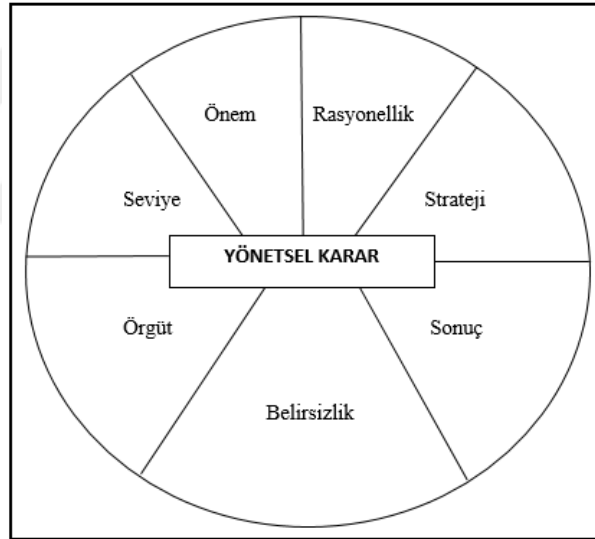 Önem
Rasyonellik
Seviye
Strateji
YÖNETSEL KARAR
Örgüt
Sonuç
Belirsizlik